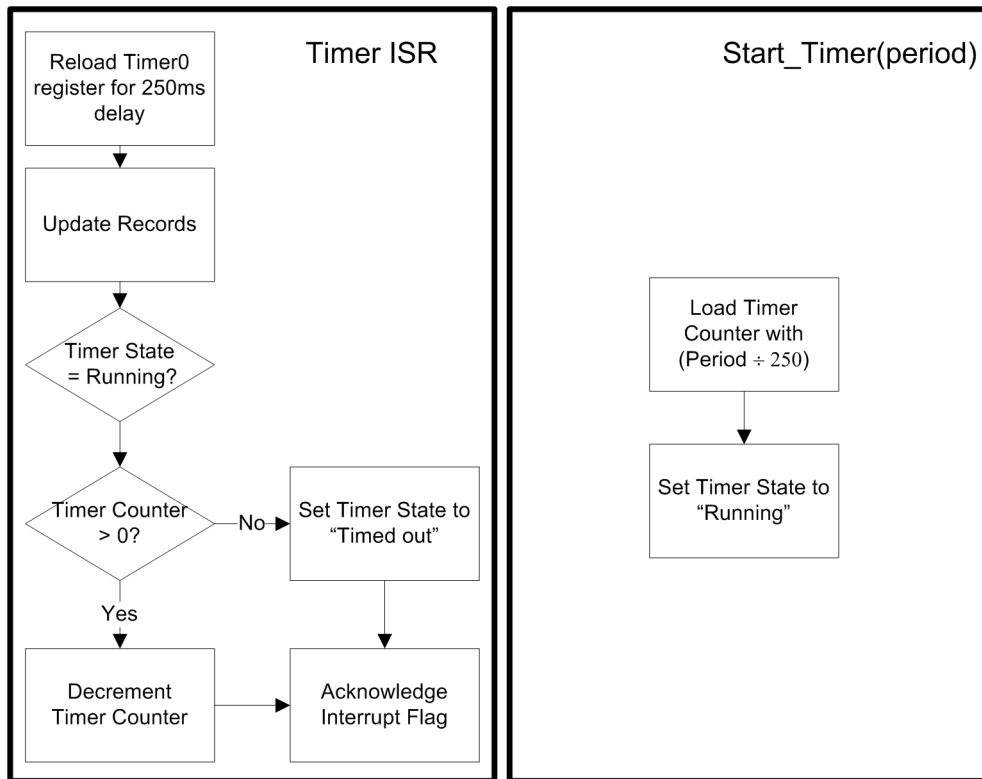 Timer ISR
Reload Timer0
register for 250ms
delay
Update Records
Timer State
= Running?
Timer Counter
> 0?
No
Set Timer State to
“Timed out”
Yes
Decrement
Timer Counter
Acknowledge
Interrupt Flag
Start_Timer(period)
Load Timer
Counter with
(Period ÷ 250)
Set Timer State to
“Running”